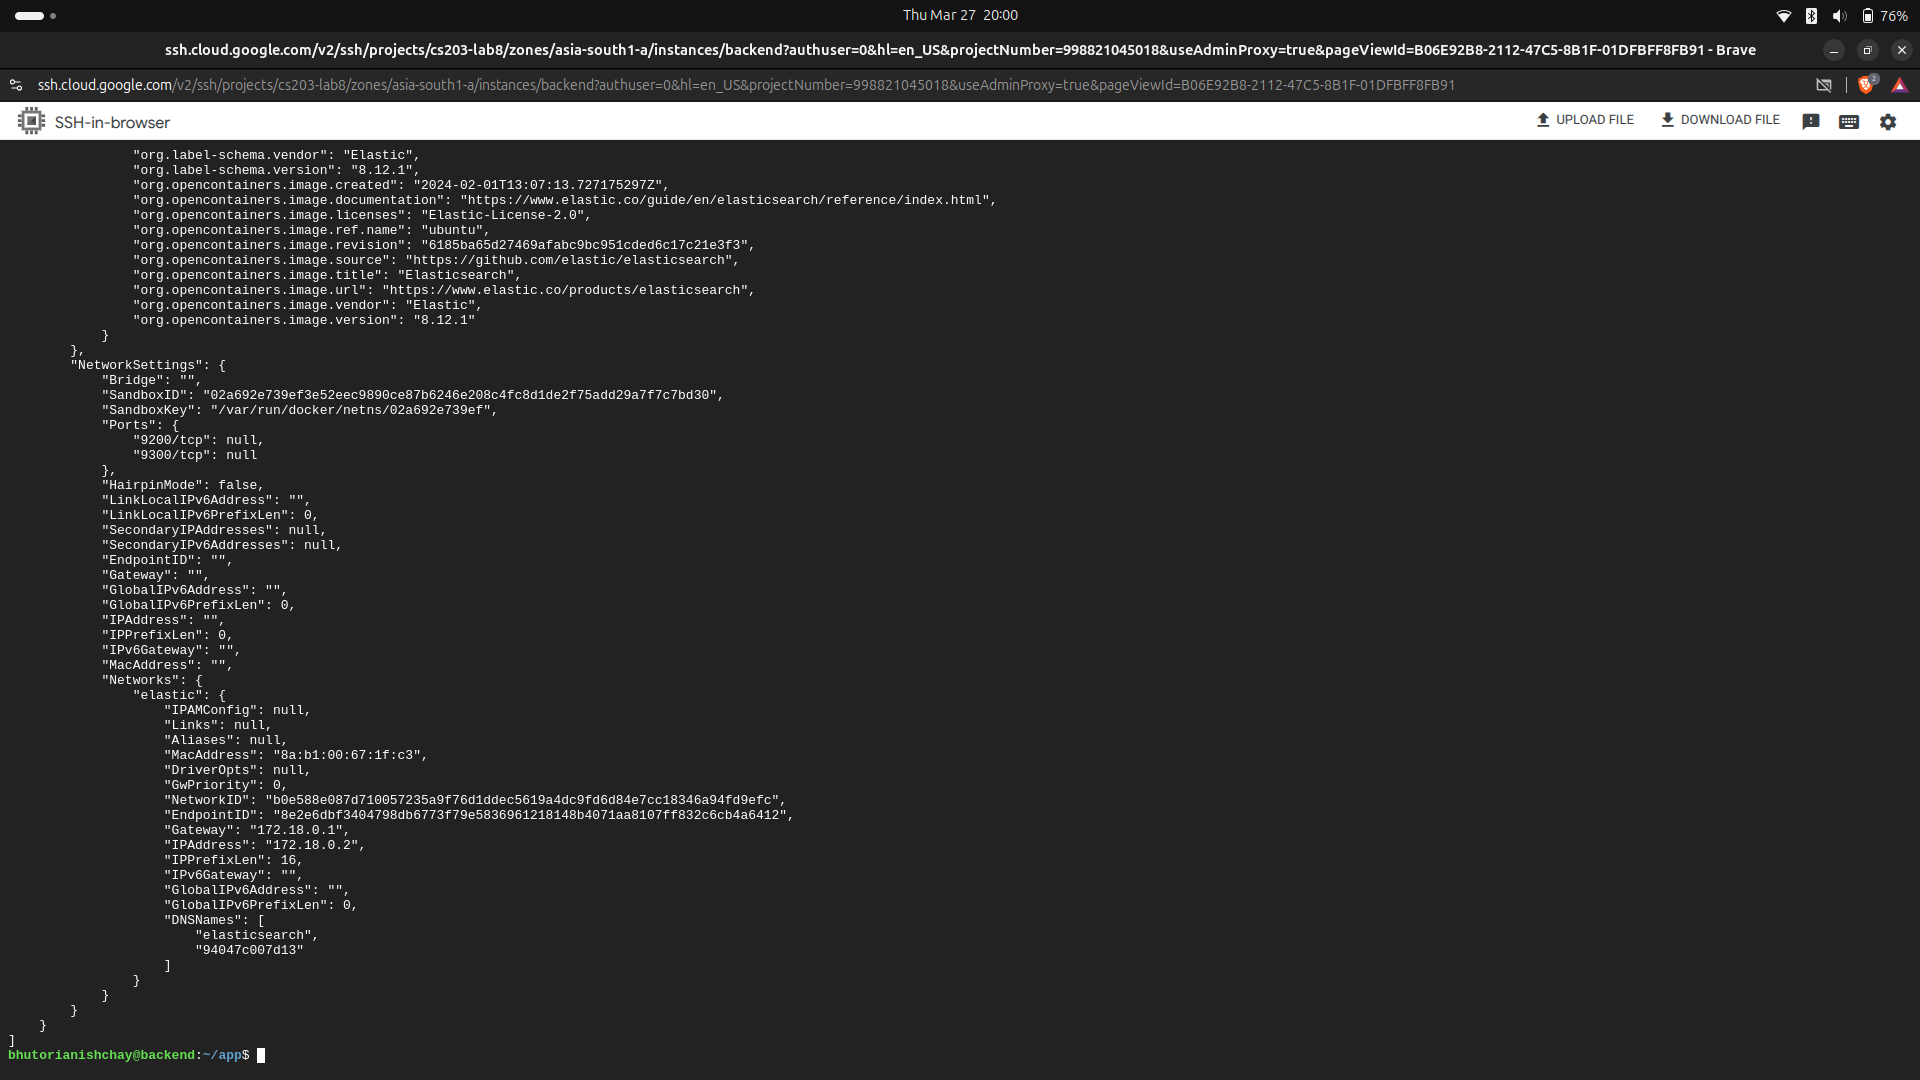 Thu Mar 27 20:00
76%
ssh.cloud.google.com/v2/ssh/projects/cs203-lab8/zones/asia-south1-a/instances/backend?authuser=0&hl=en_US&projectNumber=998821045018&useAdminProxy=true&pageViewId=B06E92B8-2112-47C5-8B1F-01DFBFF8FB91 - Brave
ssh.cloud.google.com/v2/ssh/projects/cs203-lab8/zones/asia-south1-a/instances/backend?authuser=0&hl=en_US&projectNumber=998821045018&useAdminProxy=true&pageViewId=B06E92B8-2112-47C5-8B1F-01DFBFF8FB91
2
SSH-in-browser
UPLOAD FILE
DOWNLOAD FILE
"org.label-schema.vendor": "Elastic",
"org.label-schema.version": "8.12.1",
"org.opencontainers.image.created": "2024-02-01T13:07:13.727175297Z",
"org.opencontainers.image.documentation": "https://www.elastic.co/guide/en/elasticsearch/reference/index.html",
"org.opencontainers.image.licenses": "Elastic-License-2.0",
"org.opencontainers.image.ref.name": "ubuntu",
"org.opencontainers.image.revision": "6185ba65d27469afabc9bc951cded6c17c21e3f3",
"org.opencontainers.image.source": "https://github.com/elastic/elasticsearch",
"org.opencontainers.image.title": "Elasticsearch",
"org.opencontainers.image.url": "https://www.elastic.co/products/elasticsearch",
"org.opencontainers.image.vendor": "Elastic",
"org.opencontainers.image.version": "8.12.1"
}
},
"NetworkSettings": {
"Bridge": "",
"SandboxID": "02a692e739ef3e52eec9890ce87b6246e208c4fc8d1de2f75add29a7f7c7bd30",
"SandboxKey": "/var/run/docker/netns/02a692e739ef",
"Ports": {
"9200/tcp": null,
"9300/tcp": null
},
"HairpinMode": false,
"LinkLocalIPv6Address": "",
"LinkLocalIPv6PrefixLen": 0,
"SecondaryIPAddresses": null,
"SecondaryIPv6Addresses": null,
"EndpointID": "",
"Gateway": "",
"GlobalIPv6Address": "",
"GlobalIPv6PrefixLen": 0,
"IPAddress": "",
"IPPrefixLen": 0,
"IPv6Gateway": "",
"MacAddress": "",
"Networks": {
"elastic": {
"IPAMConfig": null,
"Links": null,
"Aliases": null,
"MacAddress": "8a:b1:00:67:1f:c3",
"DriverOpts": null,
"GwPriority": 0,
"NetworkID": "b0e588e087d710057235a9f76d1ddec5619a4dc9fd6d84e7cc18346a94fd9efc",
"EndpointID": "8e2e6dbf3404798db6773f79e5836961218148b4071aa8107ff832c6cb4a6412",
"Gateway": "172.18.0.1",
"IPAddress": "172.18.0.2",
"IPPrefixLen": 16,
"IPv6Gateway": "",
"GlobalIPv6Address": "",
"GlobalIPv6PrefixLen": 0,
"DNSNames": [
"elasticsearch",
"94047c007d13"
]
}
}
}
}
]
bhutorianishchay@backend:~/app$